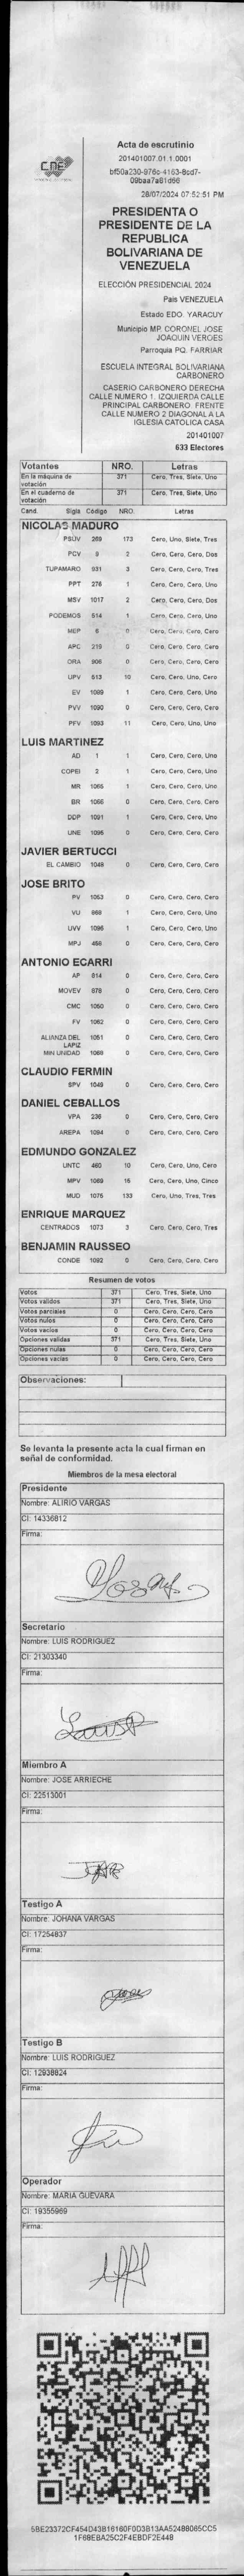 CNE
Acta de escrutinio
201401007.01.1.0001
bf50a230-976c-4163-8cd7-
09baa7a61d66
28/07/2024 07:52:51 PM
PRESIDENTA O
PRESIDENTE DE LA
REPUBLICA
BOLIVARIANA DE
VENEZUELA
ELECCIÓN PRESIDENCIAL 2024
Pais VENEZUELA
Estado EDO. YARACUY
Municipio MP. CORONEL JOSE
JOAQUIN VEROES
Parroquia PQ. FARRIAR
ESCUELA INTEGRAL BOLIVARIANA
CARBONERO
CASERIO CARBONERO DERECHA
CALLE NUMERO 1. IZQUIERDA CALLE
PRINCIPAL CARBONERO. FRENTE
CALLE NUMERO 2 DIAGONAL A LA
IGLESIA CATOLICA CASA
201401007
633 Electores
Votantes NRO. Letras
En la máquina de votación 371 Cero, Tres, Siete, Uno
En el cuaderno de votación 371 Cero, Tres, Siete, Uno
Cand. Sigla Código NRO. Letras
NICOLAS MADURO
PSUV 269 173 Cero, Uno, Siete, Tres
PCV 9 2 Cero, Cero, Cero, Dos
TUPAMARO 931 3 Cero, Cero, Cero, Tres
PPT 276 1 Cero, Cero, Cero, Uno
MSV 1017 2 Cero, Cero, Cero, Dos
PODEMOS 514 1 Cero, Cero, Cero, Uno
MEP 6 0 Cero, Cero, Cero, Cero
APC 215 0 Cero, Cero, Cero, Cero
ORA 906 0 Cero, Cero, Cero, Cero
UPV 513 10 Cero, Cero, Uno, Cero
EV 1089 1 Cero, Cero, Cero, Uno
PVV 1090 0 Cero, Cero, Cero, Cero
PFV 1093 11 Cero, Cero, Uno, Uno
LUIS MARTINEZ
AD 1 1 Cero, Cero, Cero, Uno
COPEI 2 1 Cero, Cero, Cero, Uno
MR 1065 1 Cero, Cero, Cero, Uno
BR 1056 0 Cero, Cero, Cero, Cero
DDP 1091 1 Cero, Cero, Cero, Uno
UNE 1096 0 Cero, Cero, Cero, Cero
JAVIER BERTUCCI
EL CAMBIO 1049 0 Cero, Cero, Cero, Cero
JOSE BRITO
PV 1053 0 Cero, Cero, Cero, Cero
VU 868 1 Cero, Cero, Cero, Uno
UVV 1098 1 Cero, Cero, Cero, Uno
MPJ 456 0 Cero, Cero, Cero, Cero
ANTONIO ECARRI
AP 814 0 Cero, Cero, Cero, Cero
MOVEV 878 0 Cero, Cero, Cero, Cero
CMC 1050 0 Cero, Cero, Cero, Cero
FV 1062 0 Cero, Cero, Cero, Cero
ALIANZA DEL LAPIZ 1051 0 Cero, Cero, Cero, Cero
MIN UNIDAD 1068 0 Cero, Cero, Cero, Cero
CLAUDIO FERMIN
SPV 1048 0 Cero, Cero, Cero, Cero
DANIEL CEBALLOS
VPA 236 0 Cero, Cero, Cero, Cero
AREPA 1094 0 Cero, Cero, Cero, Cero
EDMUNDO GONZALEZ
UNTC 460 10 Cero, Cero, Uno, Cero
MPV 1069 15 Cero, Cero, Uno, Cinco
MUD 1075 133 Cero, Uno, Tres, Tres
ENRIQUE MARQUEZ
CENTRADOS 1073 3 Cero, Cero, Cero, Tres
BENJAMIN RAUSSEO
CONDE 1092 0 Cero, Cero, Cero, Cero
Resumen de votos
Votos 371 Cero, Tres, Siete, Uno
Votos validos 371 Cero, Tres, Siete, Uno
Votos parciales 0 Cero, Cero, Cero, Cero
Votos nulos 0 Cero, Cero, Cero, Cero
Votos vacios 0 Cero, Cero, Cero, Cero
Opciones validas 371 Cero, Tres, Siete, Uno
Opciones nulas 0 Cero, Cero, Cero, Cero
Opciones vacias 0 Cero, Cero, Cero, Cero
Observaciones:
Se levanta la presente acta la cual firman en
señal de conformidad.
Miembros de la mesa electoral
Presidente
Nombre: ALIRIO VARGAS
CI: 14336812
Firma:
Secretario
Nombre: LUIS RODRIGUEZ
CI: 21303340
Firma:
Miembro A
Nombre: JOSE ARRIECHE
CI: 22513001
Firma:
Testigo A
Nombre: JOHANA VARGAS
CI: 17254837
Firma:
Testigo B
Nombre: LUIS RODRIGUEZ
CI: 12938824
Firma:
Operador
Nombre: MARIA GUEVARA
CI: 19355969
Firma:
5BE23372CF454D43B16160F0D3B13AA52488065CC5
1F68EBA25C2F4EBDF2E448